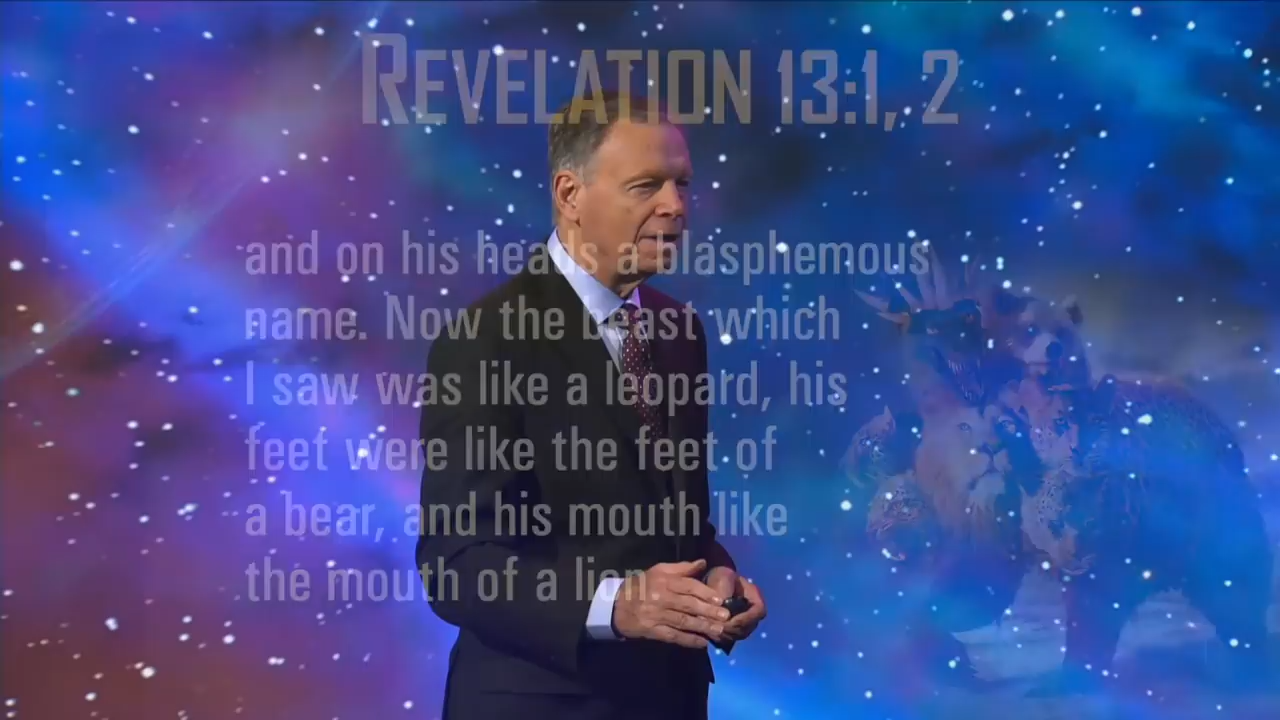 REVELATION 13:1, 2
and on his heads a blasphemous
name. Now the beast which
I saw was like a leopard, his
feet were like the feet of
a bear, and his mouth like
the mouth of a lion.